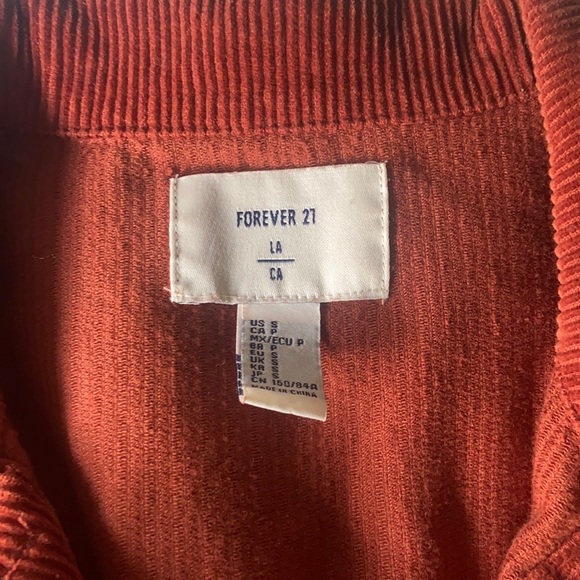 FOREVER 21
LA
CA
US S
CA P
MX/ECU P
BR P
EU S
UK S
KR S
JP S
CN 160/84A
MADE IN CHINA